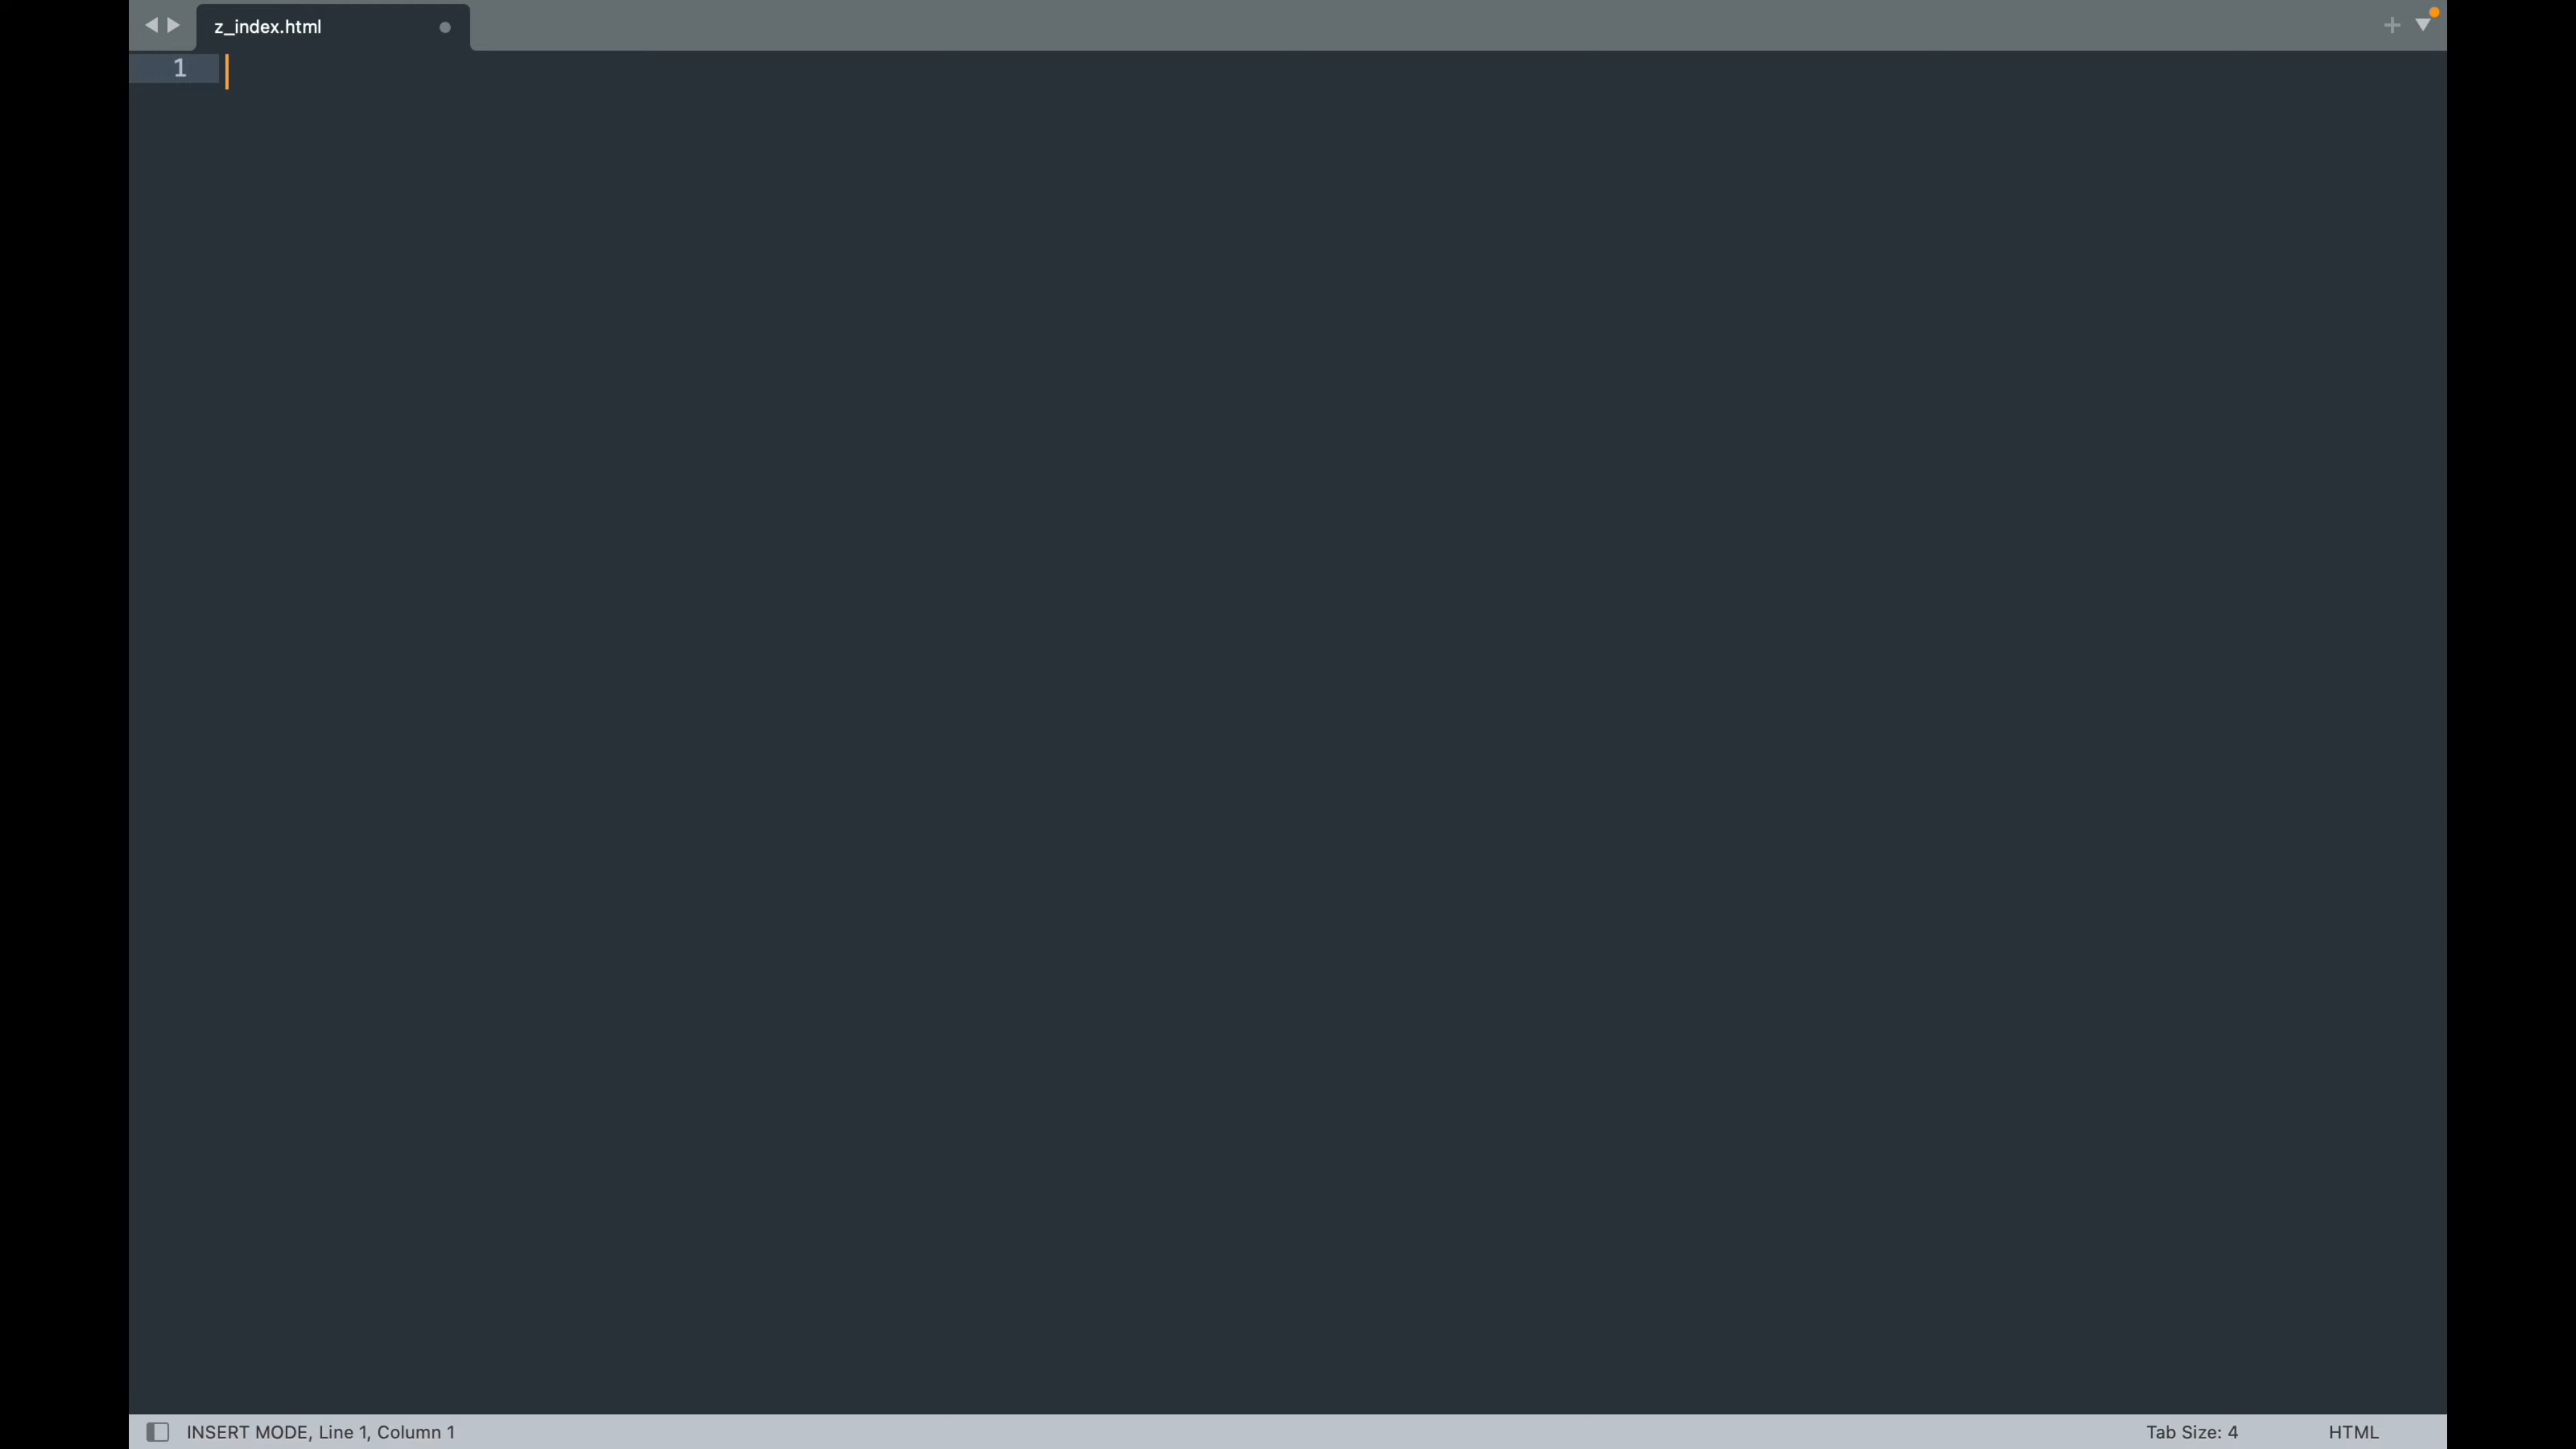 z_index.html
1
INSERT MODE, Line 1, Column 1
Tab Size: 4
HTML